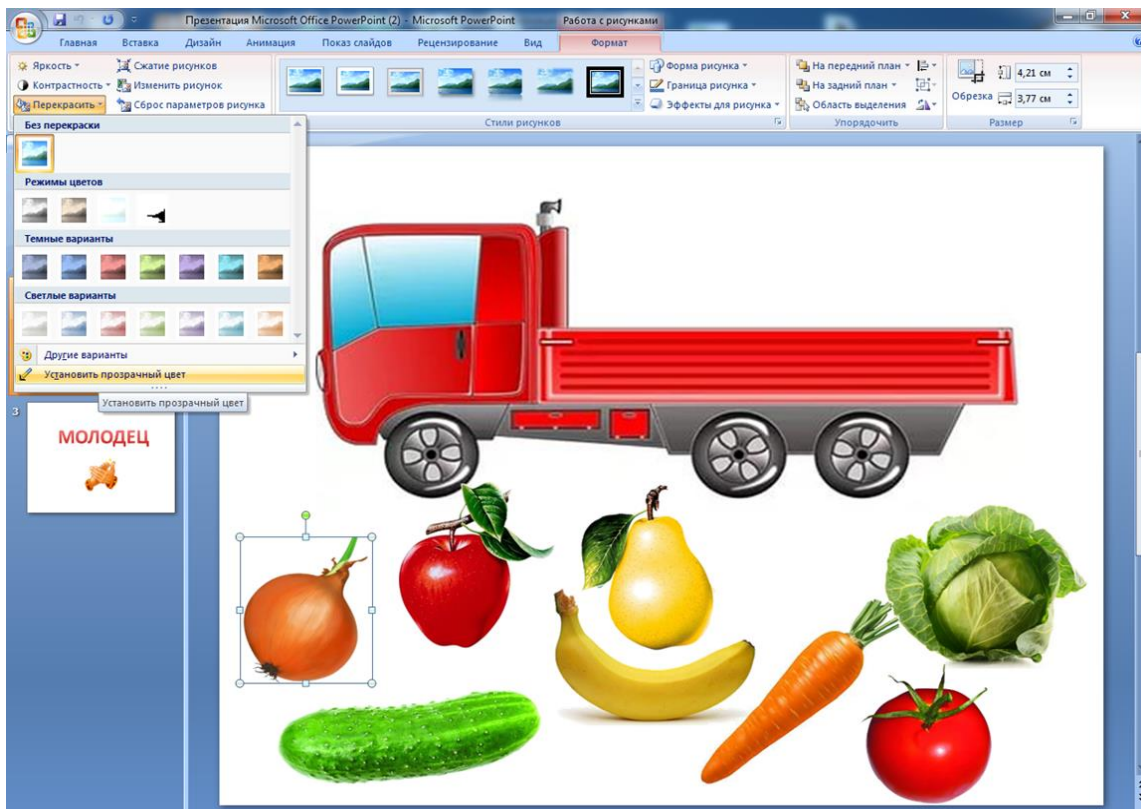 Презентация Microsoft Office PowerPoint (2) - Microsoft PowerPoint
Работа с рисунками
Главная Вставка Дизайн Анимация Показ слайдов Рецензирование Вид Формат
Яркость
Сжатие рисунков
Контрастность
Изменить рисунок
Перекрасить
Сброс параметров рисунка
Форма рисунка
Граница рисунка
Эффекты для рисунка
Стили рисунков
На передний план
На задний план
Область выделения
Упорядочить
Обрезка
4,21 см
3,77 см
Размер
Без перекраски
Режимы цветов
Темные варианты
Светлые варианты
Другие варианты
Установить прозрачный цвет
Установить прозрачный цвет
3
МОЛОДЕЦ